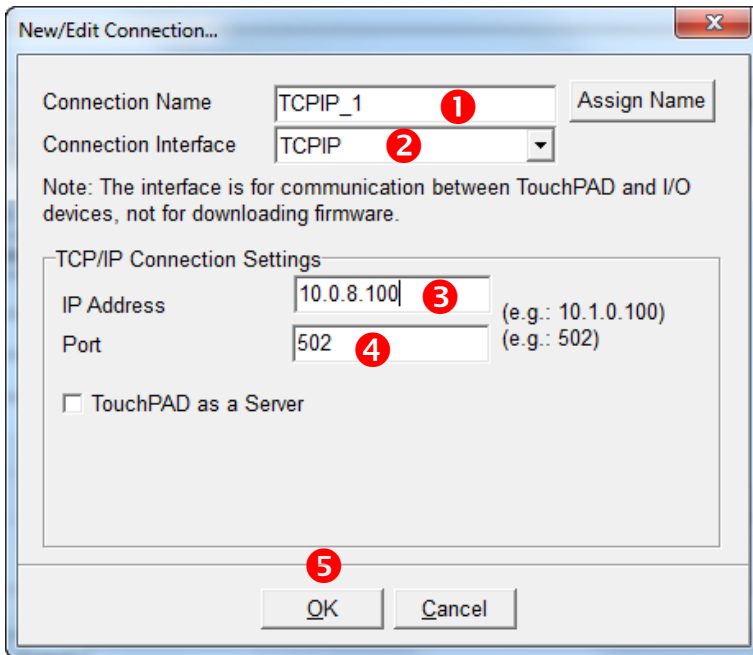 New/Edit Connection...
Connection Name TCPIP_1 1 Assign Name
Connection Interface TCPIP 2
Note: The interface is for communication between TouchPAD and I/O
devices, not for downloading firmware.
TCP/IP Connection Settings
IP Address 10.0.8.100 3 (e.g.: 10.1.0.100)
Port 502 4 (e.g.: 502)
TouchPAD as a Server
5
OK Cancel